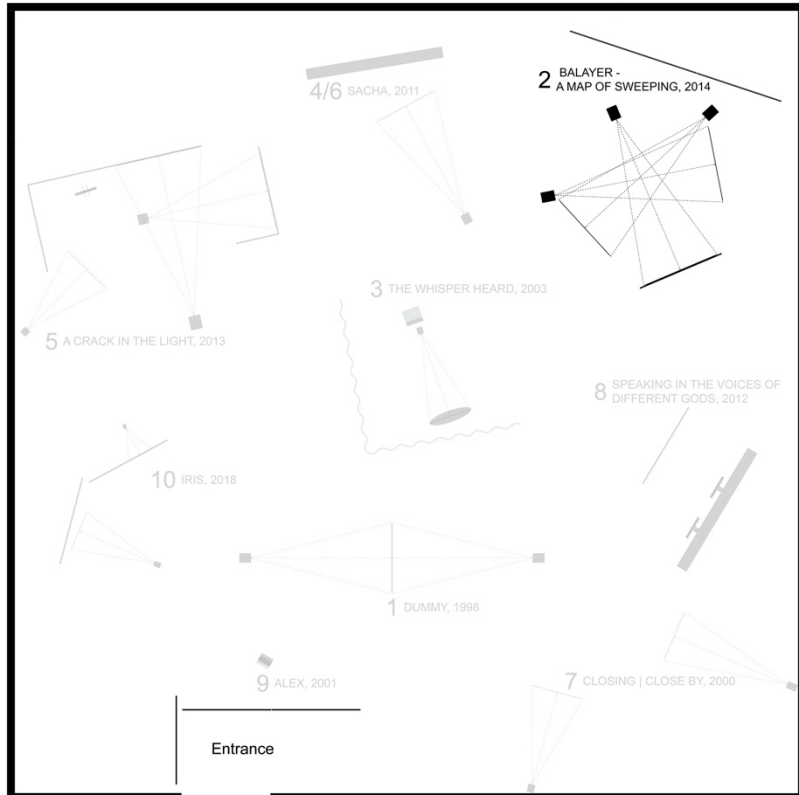 2 BALAYER -
A MAP OF SWEEPING, 2014
4/6 SACHA, 2011
3 THE WHISPER HEARD, 2003
5 A CRACK IN THE LIGHT, 2013
8 SPEAKING IN THE VOICES OF
DIFFERENT GODS, 2012
10 IRIS, 2018
1 DUMMY, 1998
9 ALEX, 2001
7 CLOSING | CLOSE BY, 2000
Entrance